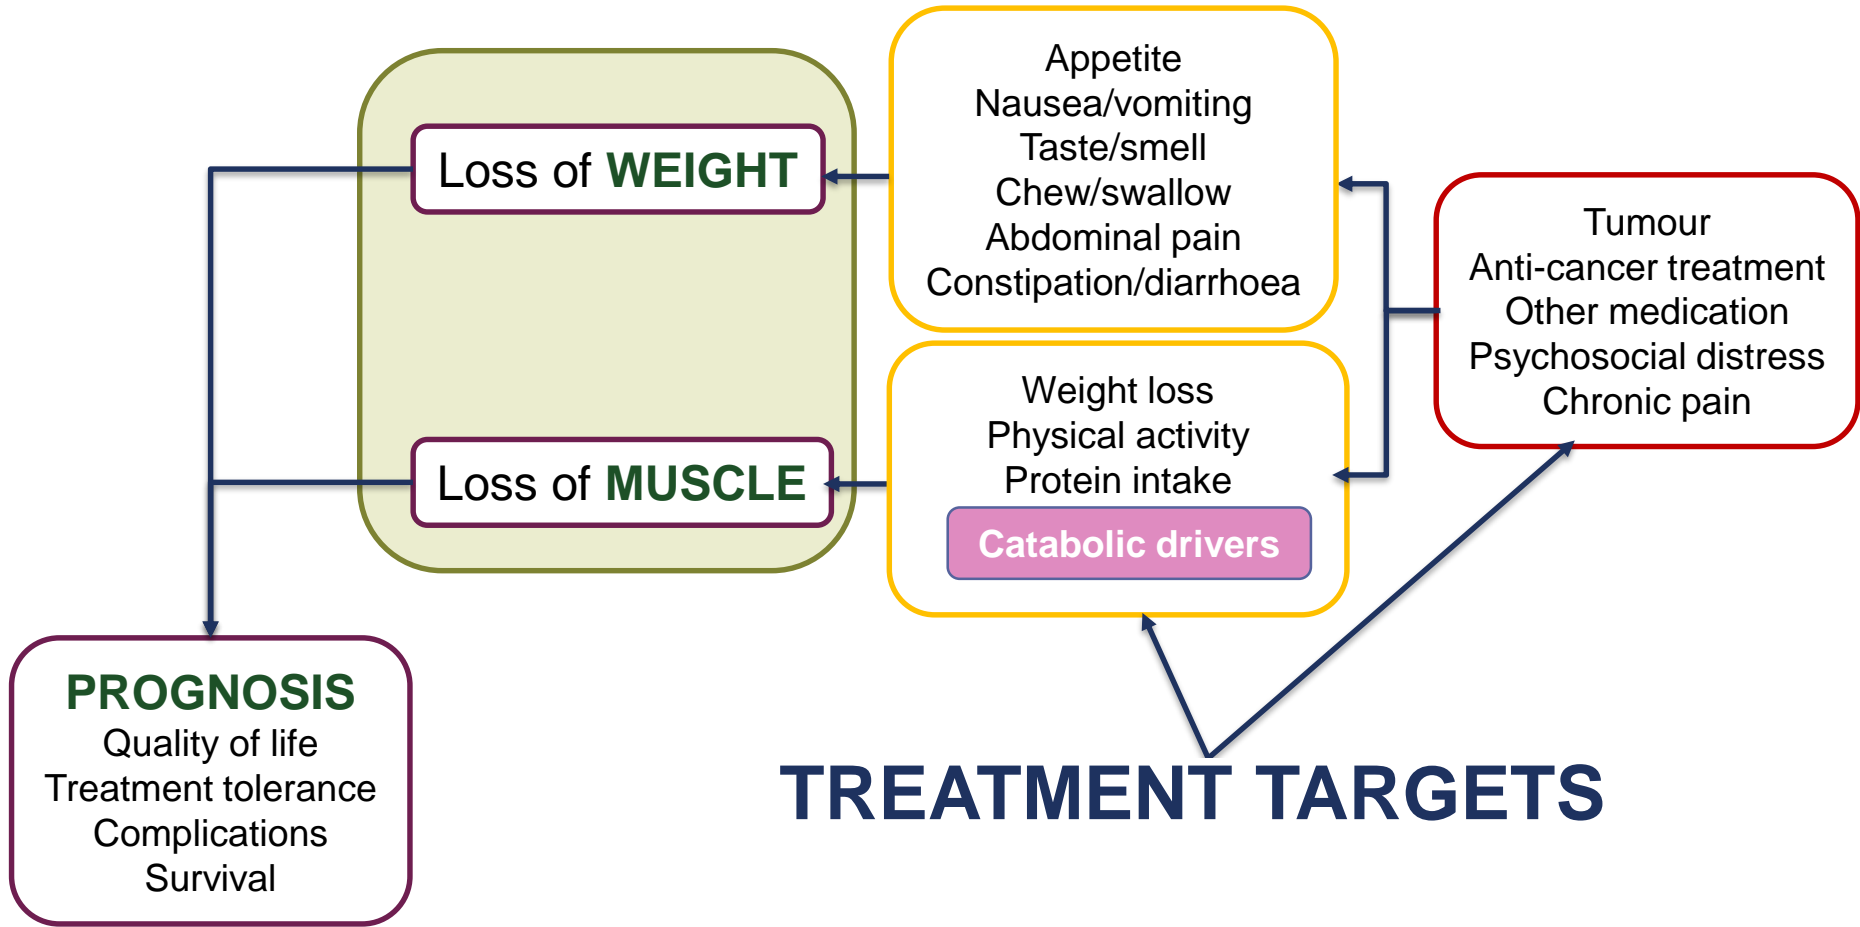 Loss of WEIGHT
Loss of MUSCLE
Appetite
Nausea/vomiting
Taste/smell
Chew/swallow
Abdominal pain
Constipation/diarrhoea
Weight loss
Physical activity
Protein intake
Catabolic drivers
Tumour
Anti-cancer treatment
Other medication
Psychosocial distress
Chronic pain
PROGNOSIS
Quality of life
Treatment tolerance
Complications
Survival
TREATMENT TARGETS